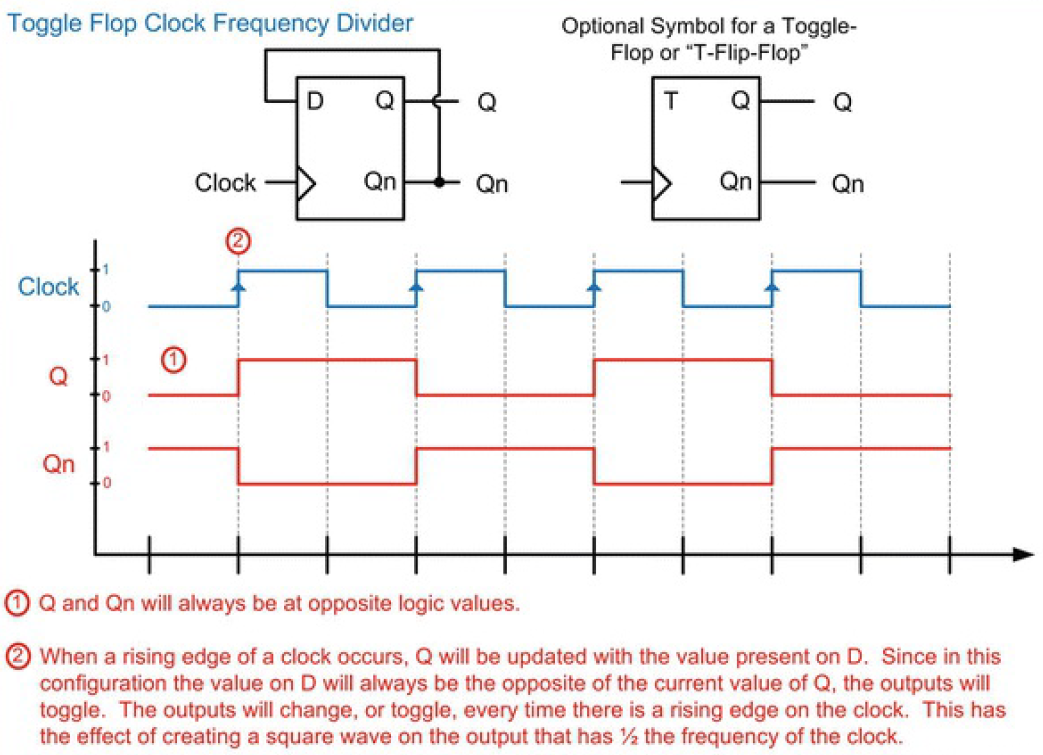 Toggle Flop Clock Frequency Divider
Optional Symbol for a Toggle-
Flop or “T-Flip-Flop”
D Q Q
Clock Qn Qn
T Q Q
Qn Qn
2
Clock 1
0
1
Q 1
0
Qn 1
0
1 Q and Qn will always be at opposite logic values.
2 When a rising edge of a clock occurs, Q will be updated with the value present on D. Since in this
configuration the value on D will always be the opposite of the current value of Q, the outputs will
toggle. The outputs will change, or toggle, every time there is a rising edge on the clock. This has
the effect of creating a square wave on the output that has ½ the frequency of the clock.